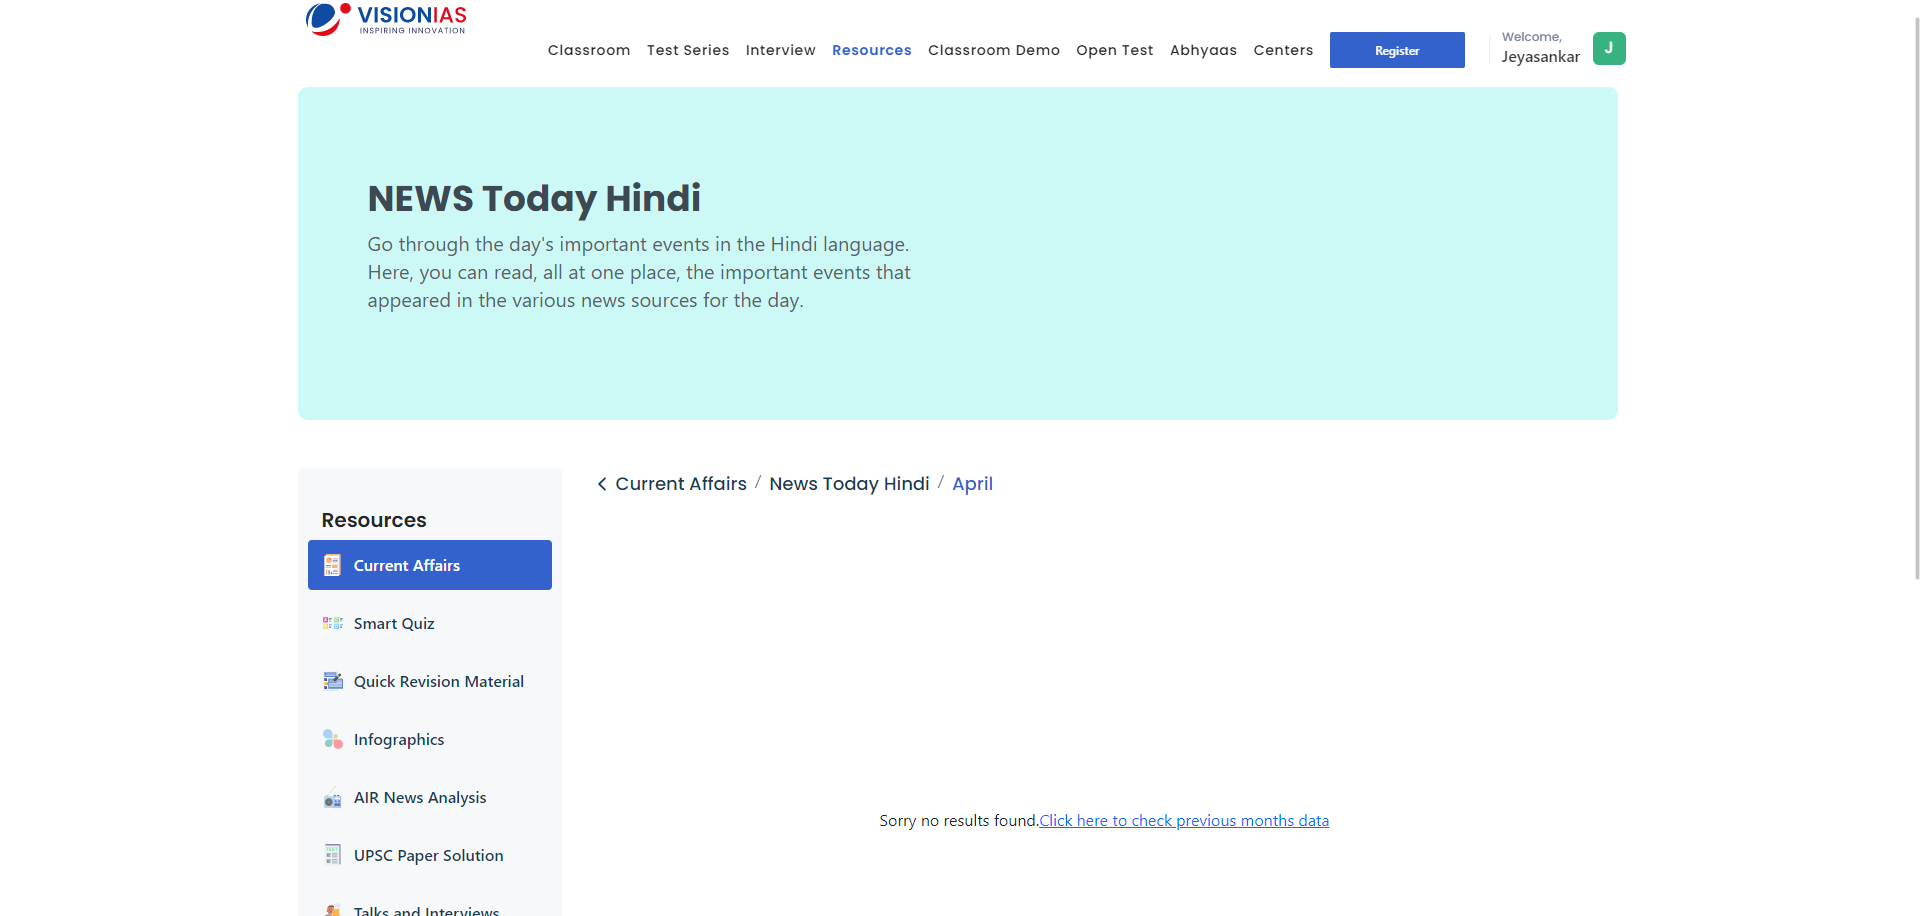 VISIONIAS
INSPIRING INNOVATION
Classroom Test Series Interview Resources Classroom Demo Open Test Abhyaas Centers Register
Welcome,
Jeyasankar
J
NEWS Today Hindi
Go through the day's important events in the Hindi language.
Here, you can read, all at one place, the important events that
appeared in the various news sources for the day.
Current Affairs / News Today Hindi / April
Resources
Current Affairs
Smart Quiz
Quick Revision Material
Infographics
AIR News Analysis
UPSC Paper Solution
Talks and Interviews
Sorry no results found.Click here to check previous months data